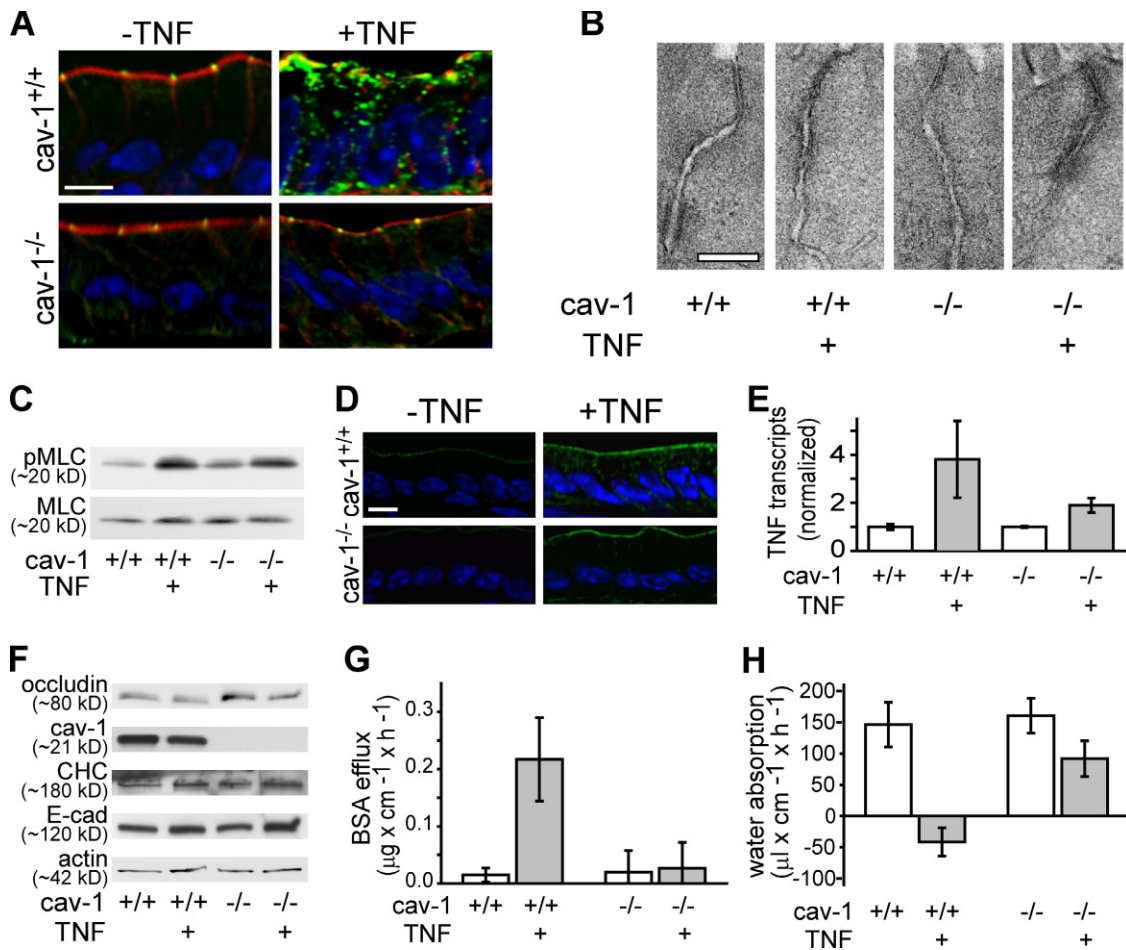 A
-TNF
+TNF
cav-1+/+
cav-1-/-
B
cav-1 +/+ +/+ -/- -/-
TNF + +
C
pMLC
(~20 kD)
MLC
(~20 kD)
cav-1 +/+ +/+ -/- -/-
TNF + +
D
-TNF
+TNF
cav-1+/+
cav-1-/-
E
TNF transcripts
(normalized)
4
2
0
cav-1 +/+ +/+ -/- -/-
TNF + +
F
occludin
(~80 kD)
cav-1
(~21 kD)
CHC
(~180 kD)
E-cad
(~120 kD)
actin
(~42 kD)
cav-1 +/+ +/+ -/- -/-
TNF + +
G
BSA efflux
(µg x cm -1 x h -1)
0.3
0.2
0.1
0.0
cav-1 +/+ +/+ -/- -/-
TNF + +
H
water absorption
(µl x cm -1 x h -1)
200
150
100
50
0
-50
-100
cav-1 +/+ +/+ -/- -/-
TNF + +